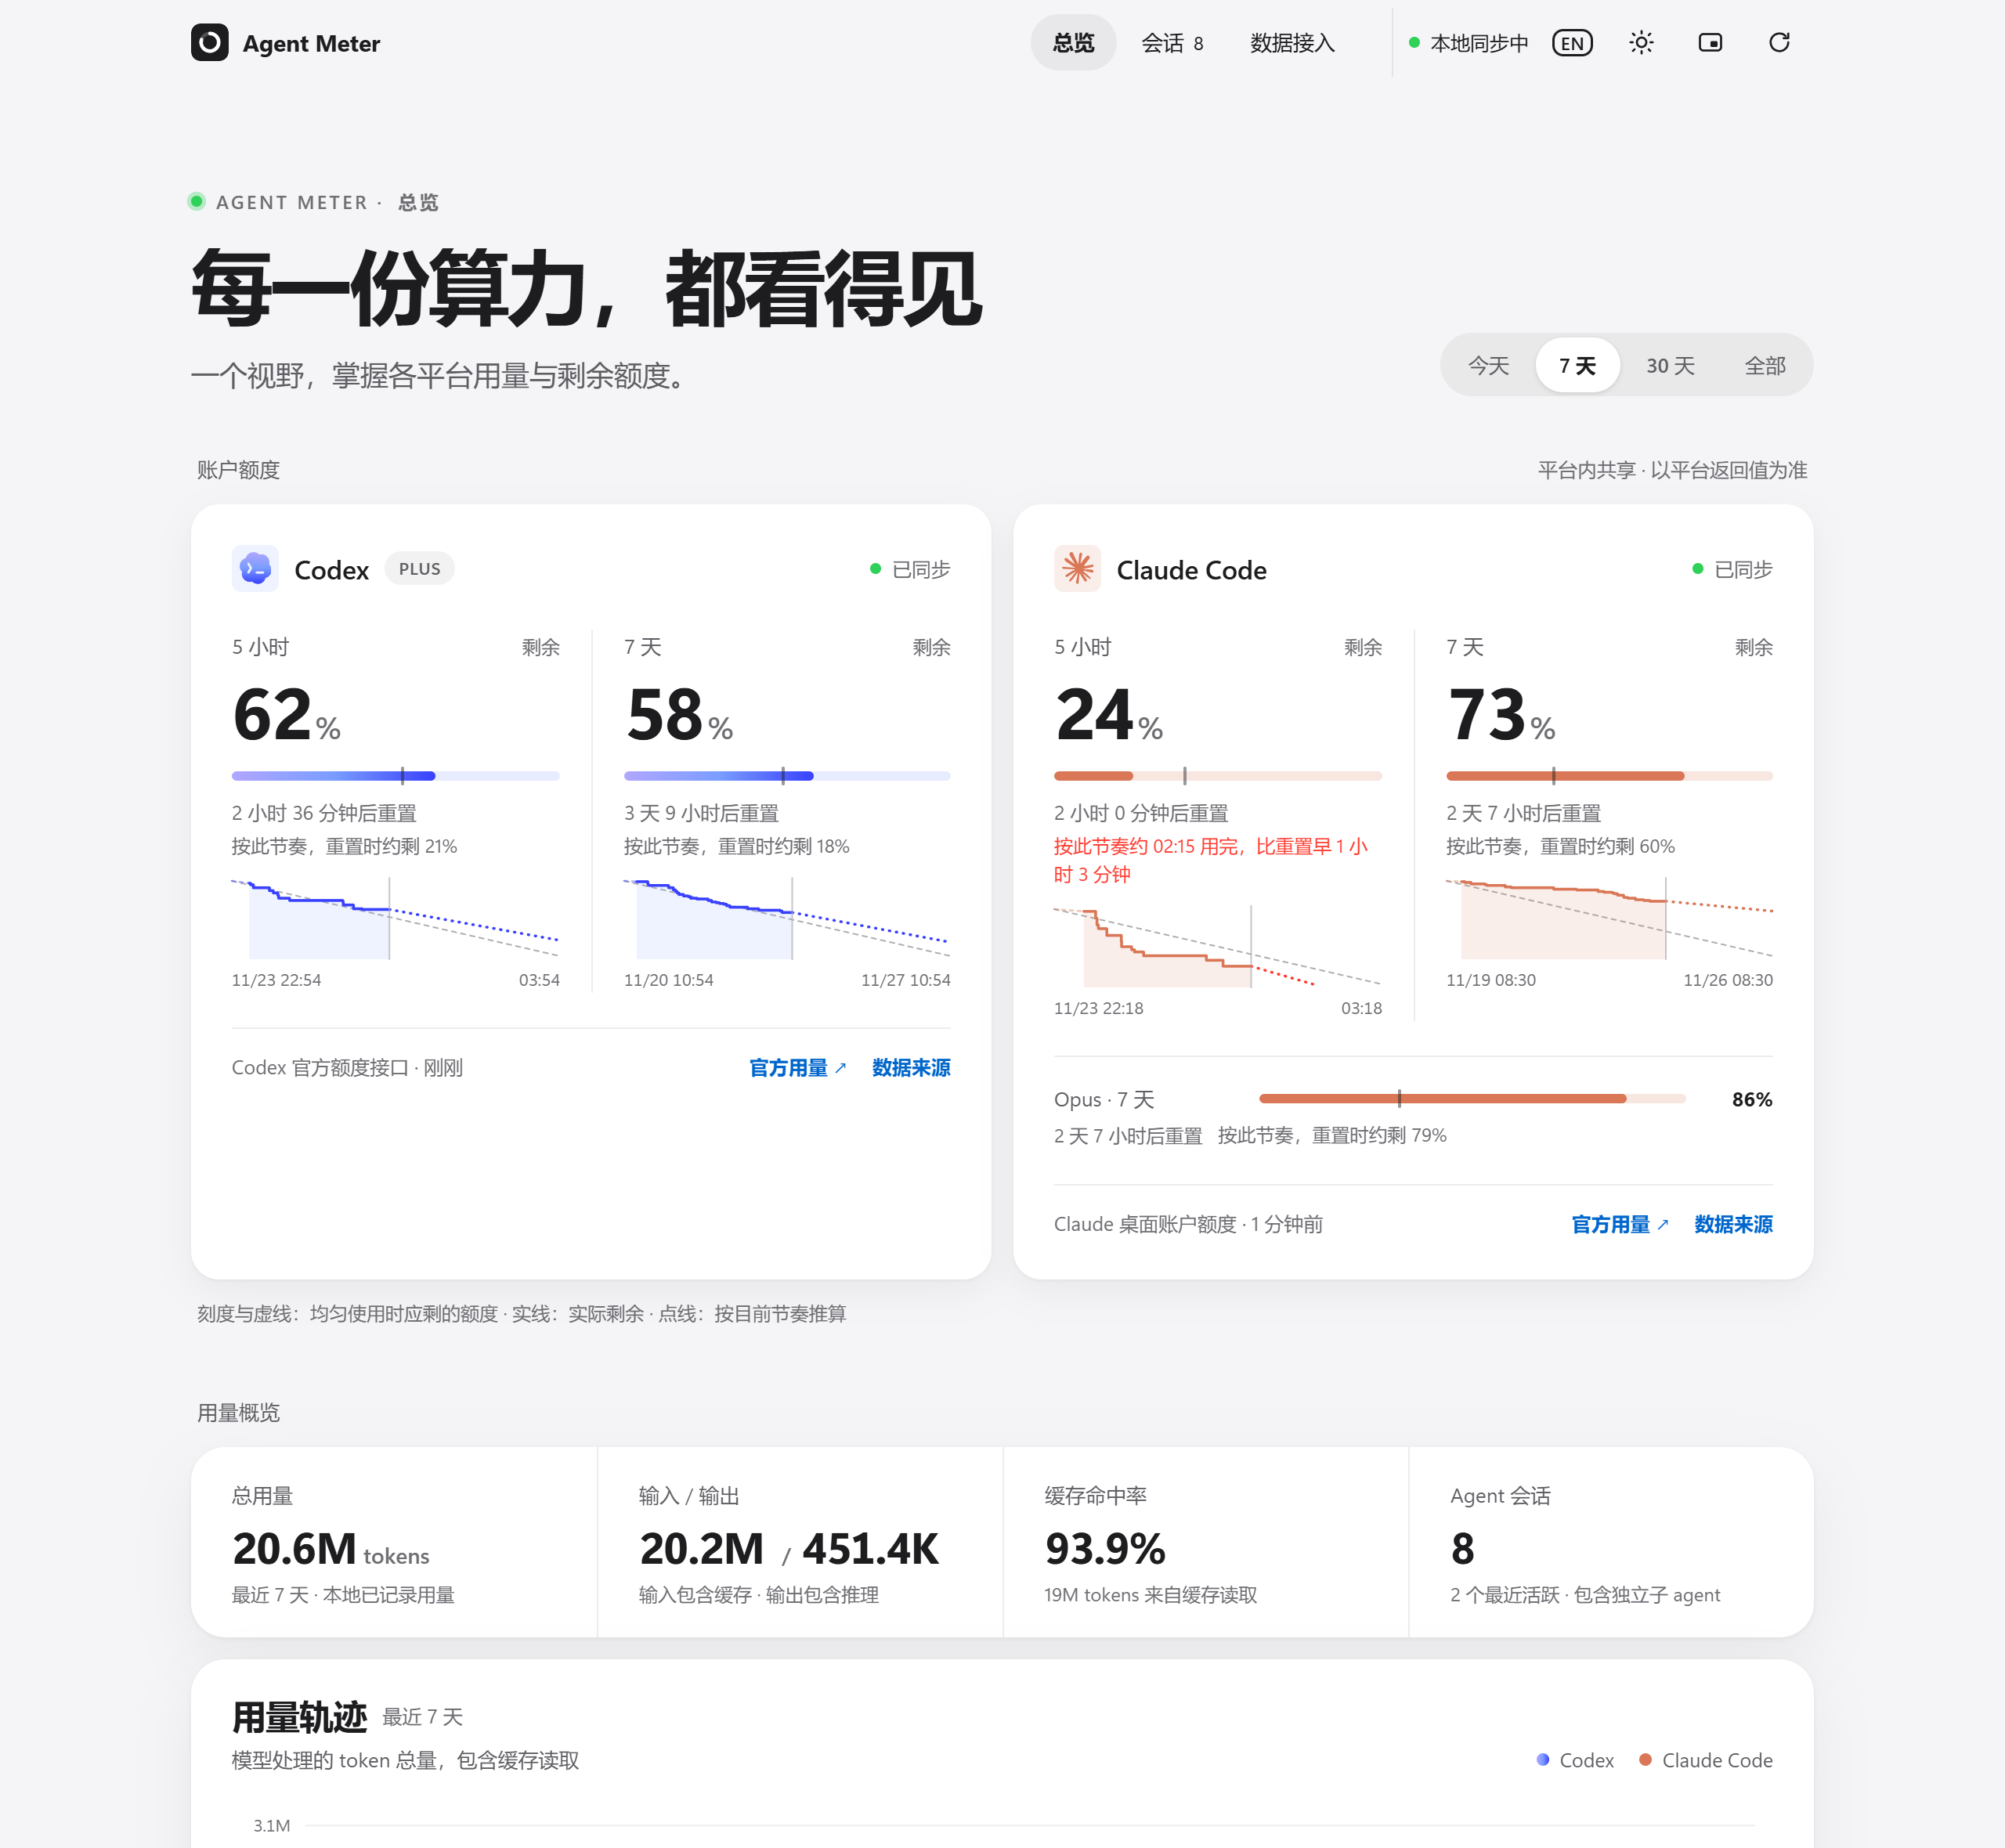 Agent Meter
总览
会话 8
数据接入
本地同步中
EN
AGENT METER · 总览
每一份算力，都看得见
一个视野，掌握各平台用量与剩余额度。
今天
7 天
30 天
全部
账户额度
平台内共享 · 以平台返回值为准
Codex PLUS
已同步
5 小时
剩余
62%
2 小时 36 分钟后重置
按此节奏，重置时约剩 21%
11/23 22:54
03:54
7 天
剩余
58%
3 天 9 小时后重置
按此节奏，重置时约剩 18%
11/20 10:54
11/27 10:54
Codex 官方额度接口 · 刚刚
官方用量 ↗
数据来源
Claude Code
已同步
5 小时
剩余
24%
2 小时 0 分钟后重置
按此节奏约 02:15 用完，比重置早 1 小
时 3 分钟
11/23 22:18
03:18
7 天
剩余
73%
2 天 7 小时后重置
按此节奏，重置时约剩 60%
11/19 08:30
11/26 08:30
Opus · 7 天
86%
2 天 7 小时后重置 按此节奏，重置时约剩 79%
Claude 桌面账户额度 · 1 分钟前
官方用量 ↗
数据来源
刻度与虚线：均匀使用时应剩的额度 · 实线：实际剩余 · 点线：按目前节奏推算
用量概览
总用量
20.6M tokens
最近 7 天 · 本地已记录用量
输入 / 输出
20.2M / 451.4K
输入包含缓存 · 输出包含推理
缓存命中率
93.9%
19M tokens 来自缓存读取
Agent 会话
8
2 个最近活跃 · 包含独立子 agent
用量轨迹 最近 7 天
模型处理的 token 总量，包含缓存读取
Codex
Claude Code
3.1M